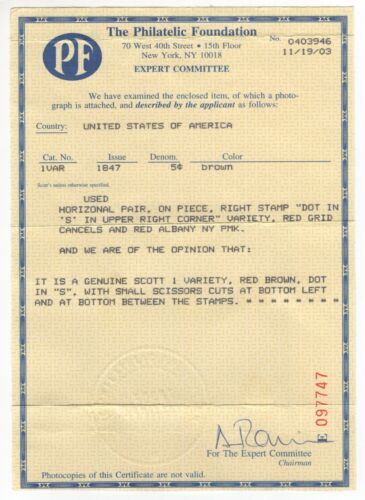 The Philatelic Foundation
70 West 40th Street • 15th Floor
New York, NY 10018
EXPERT COMMITTEE
No. 0403946
11/19/03
PF
We have examined the enclosed item, of which a photo-
graph is attached, and described by the applicant as follows:
Country: UNITED STATES OF AMERICA
Cat. No. Issue Denom. Color
1VAR 1847 5¢ brown
Scott's unless otherwise specified.
USED
HORIZONAL PAIR, ON PIECE, RIGHT STAMP "DOT IN
'S' IN UPPER RIGHT CORNER" VARIETY, RED GRID
CANCELS AND RED ALBANY NY PMK.
AND WE ARE OF THE OPINION THAT:
IT IS A GENUINE SCOTT 1 VARIETY, RED BROWN, DOT
IN "S", WITH SMALL SCISSORS CUTS AT BOTTOM LEFT
AND AT BOTTOM BETWEEN THE STAMPS. * * * * * * *
E 097747
For The Expert Committee
Chairman
Photocopies of this Certificate are not valid.